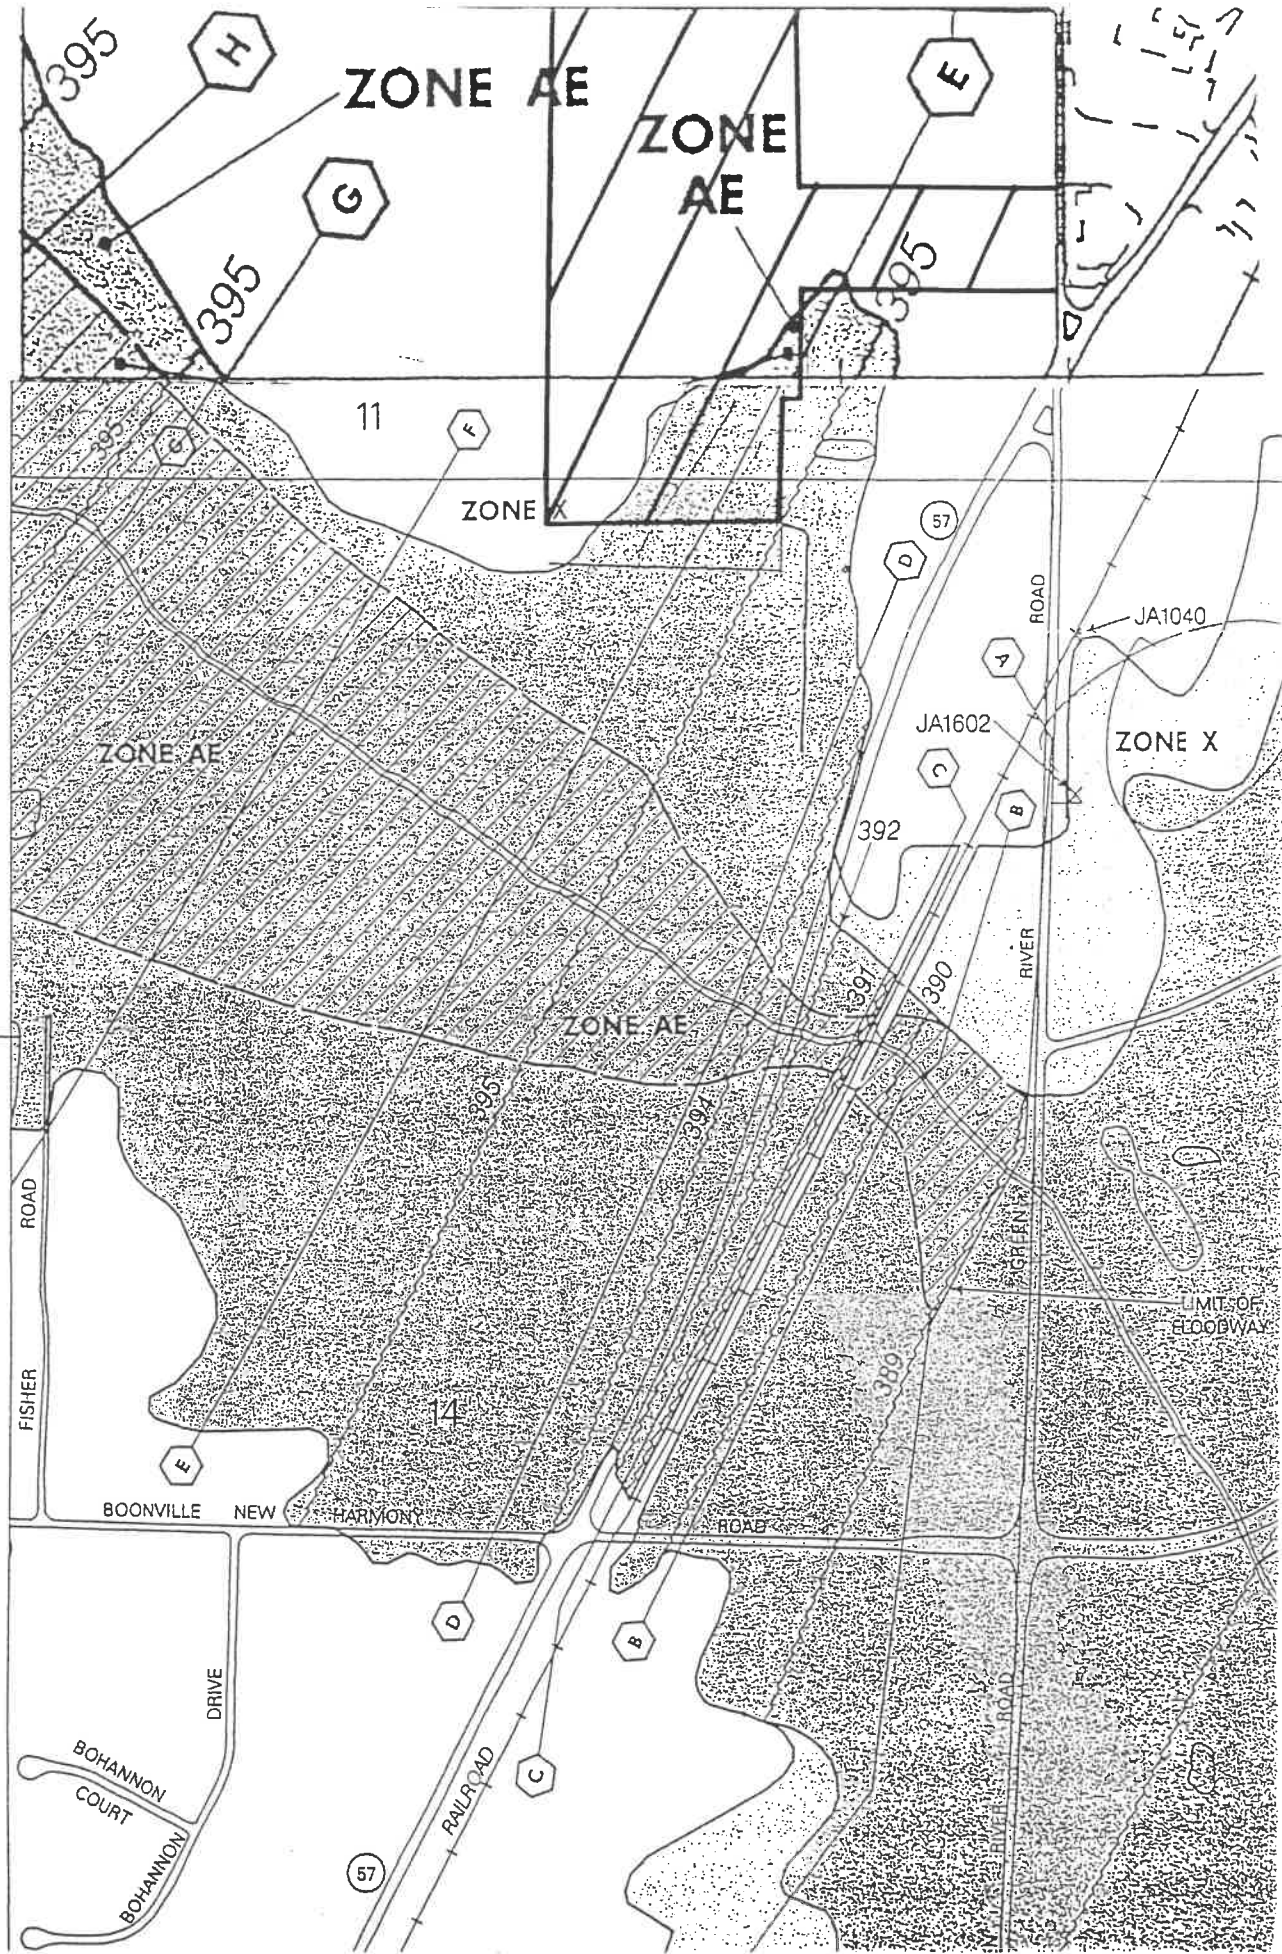 395
H
ZONE AE
E
ZONE
AE
G
395
395
11
F
395
G
ZONE X
57
D
ROAD
JA1040
A
JA1602
ZONE X
ZONE AE
C
B
392
RIVER
391
390
ZONE AE
395
394
ROAD
GREEN
LIMIT OF
FLOODWAY
389
FISHER
14
E
BOONVILLE NEW HARMONY ROAD
D
B
DRIVE
ROAD
BOHANNON
COURT
RAILROAD
C
RIVER
BOHANNON
57